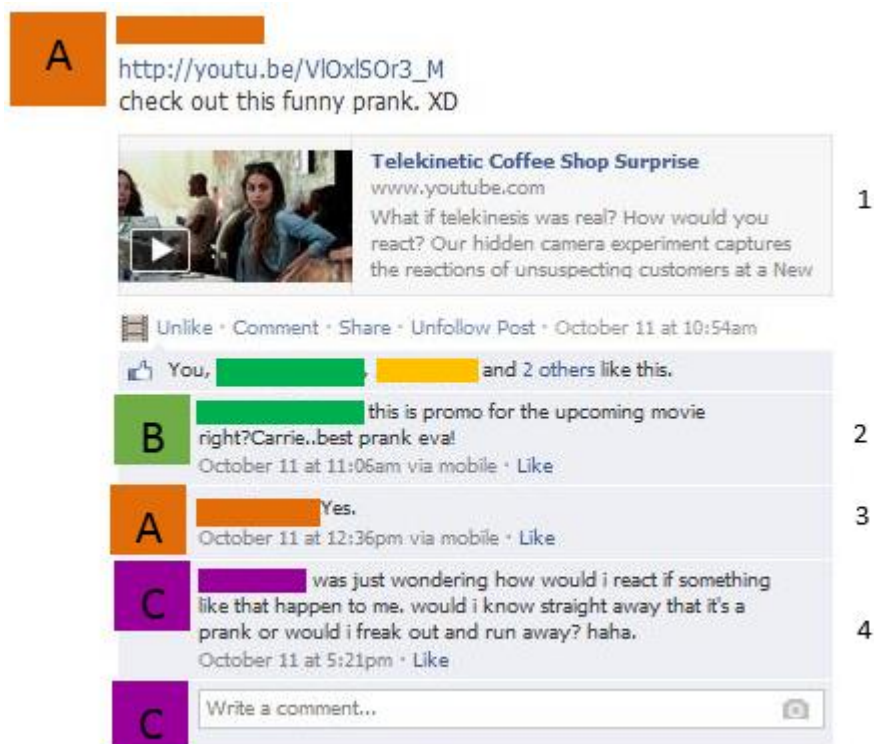 A
http://youtu.be/VlOxlSOr3_M
check out this funny prank. XD
Telekinetic Coffee Shop Surprise
www.youtube.com
What if telekinesis was real? How would you
react? Our hidden camera experiment captures
the reactions of unsuspecting customers at a New
1
Unlike · Comment · Share · Unfollow Post · October 11 at 10:54am
You, , and 2 others like this.
B
this is promo for the upcoming movie
right?Carrie..best prank eva!
October 11 at 11:06am via mobile · Like
2
A
Yes.
October 11 at 12:36pm via mobile · Like
3
C
was just wondering how would i react if something
like that happen to me. would i know straight away that it's a
prank or would i freak out and run away? haha.
October 11 at 5:21pm · Like
4
C
Write a comment...